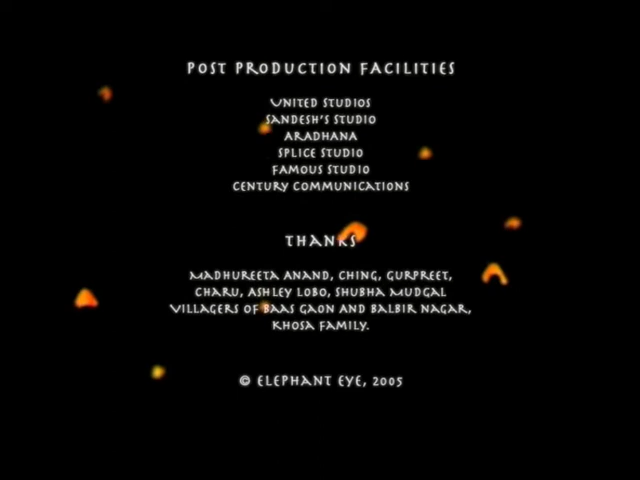 POST PRODUCTION FACILITIES
UNITED STUDIOS
SANDESH'S STUDIO
ARADHANA
SPLICE STUDIO
FAMOUS STUDIO
CENTURY COMMUNICATIONS
THANKS
MADHUREETA ANAND, CHING, GURPREET,
CHARU, ASHLEY LOBO, SHUBHA MUDGAL
VILLAGERS OF BAAS GAON AND BALBIR NAGAR,
KHOSA FAMILY.
© ELEPHANT EYE, 2005